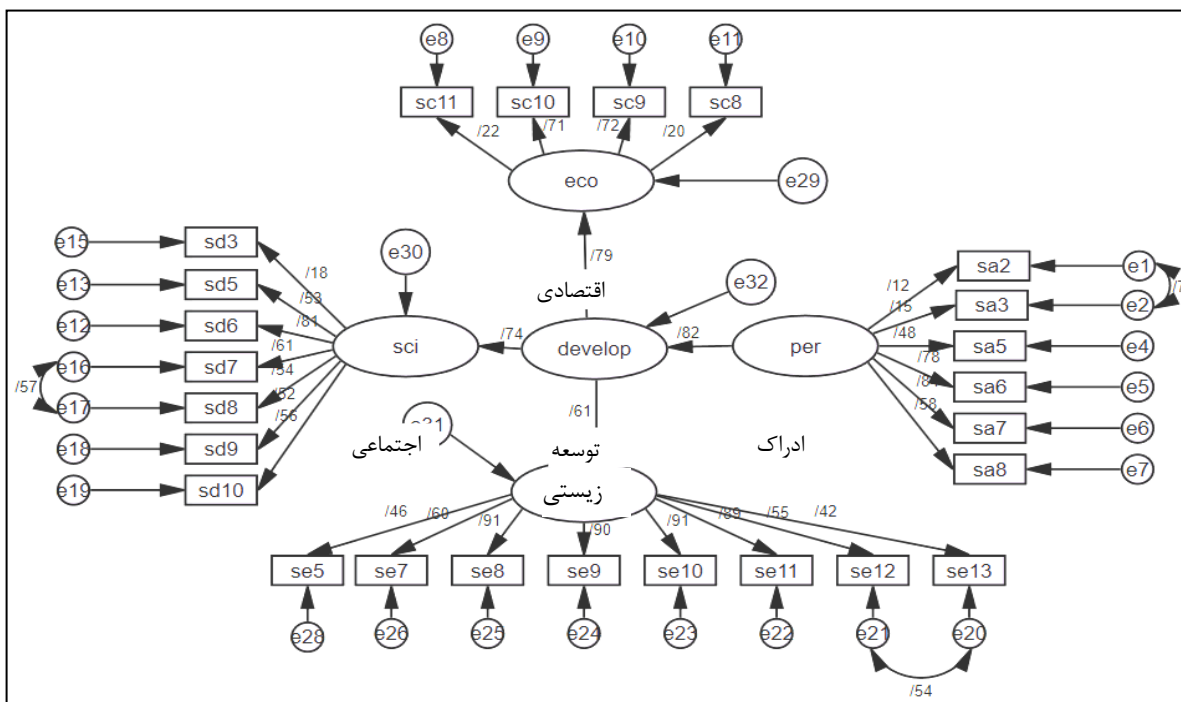 e8 e9 e10 e11
sc11 sc10 sc9 sc8
/22 /71 /72 /20
eco e29
/79
e15 sd3 e30 sa2 e1
e13 sd5 /18 اقتصادی e32 /12 sa3 e2
e12 sd6 /53 /15 sa5 e4
e16 sd7 /81 sci /74 develop /82 per /48 sa6 e5
/57 e17 sd8 /61 /54 /78 sa7 e6
e18 sd9 /52 /61 /58 sa8 e7
e19 sd10 /56
اجتماعی توسعه ادراک
زیستی
/46 /60 /91 /90 /91 /89 /55 /42
se5 se7 se8 se9 se10 se11 se12 se13
e28 e26 e25 e24 e23 e22 e21 e20
/54